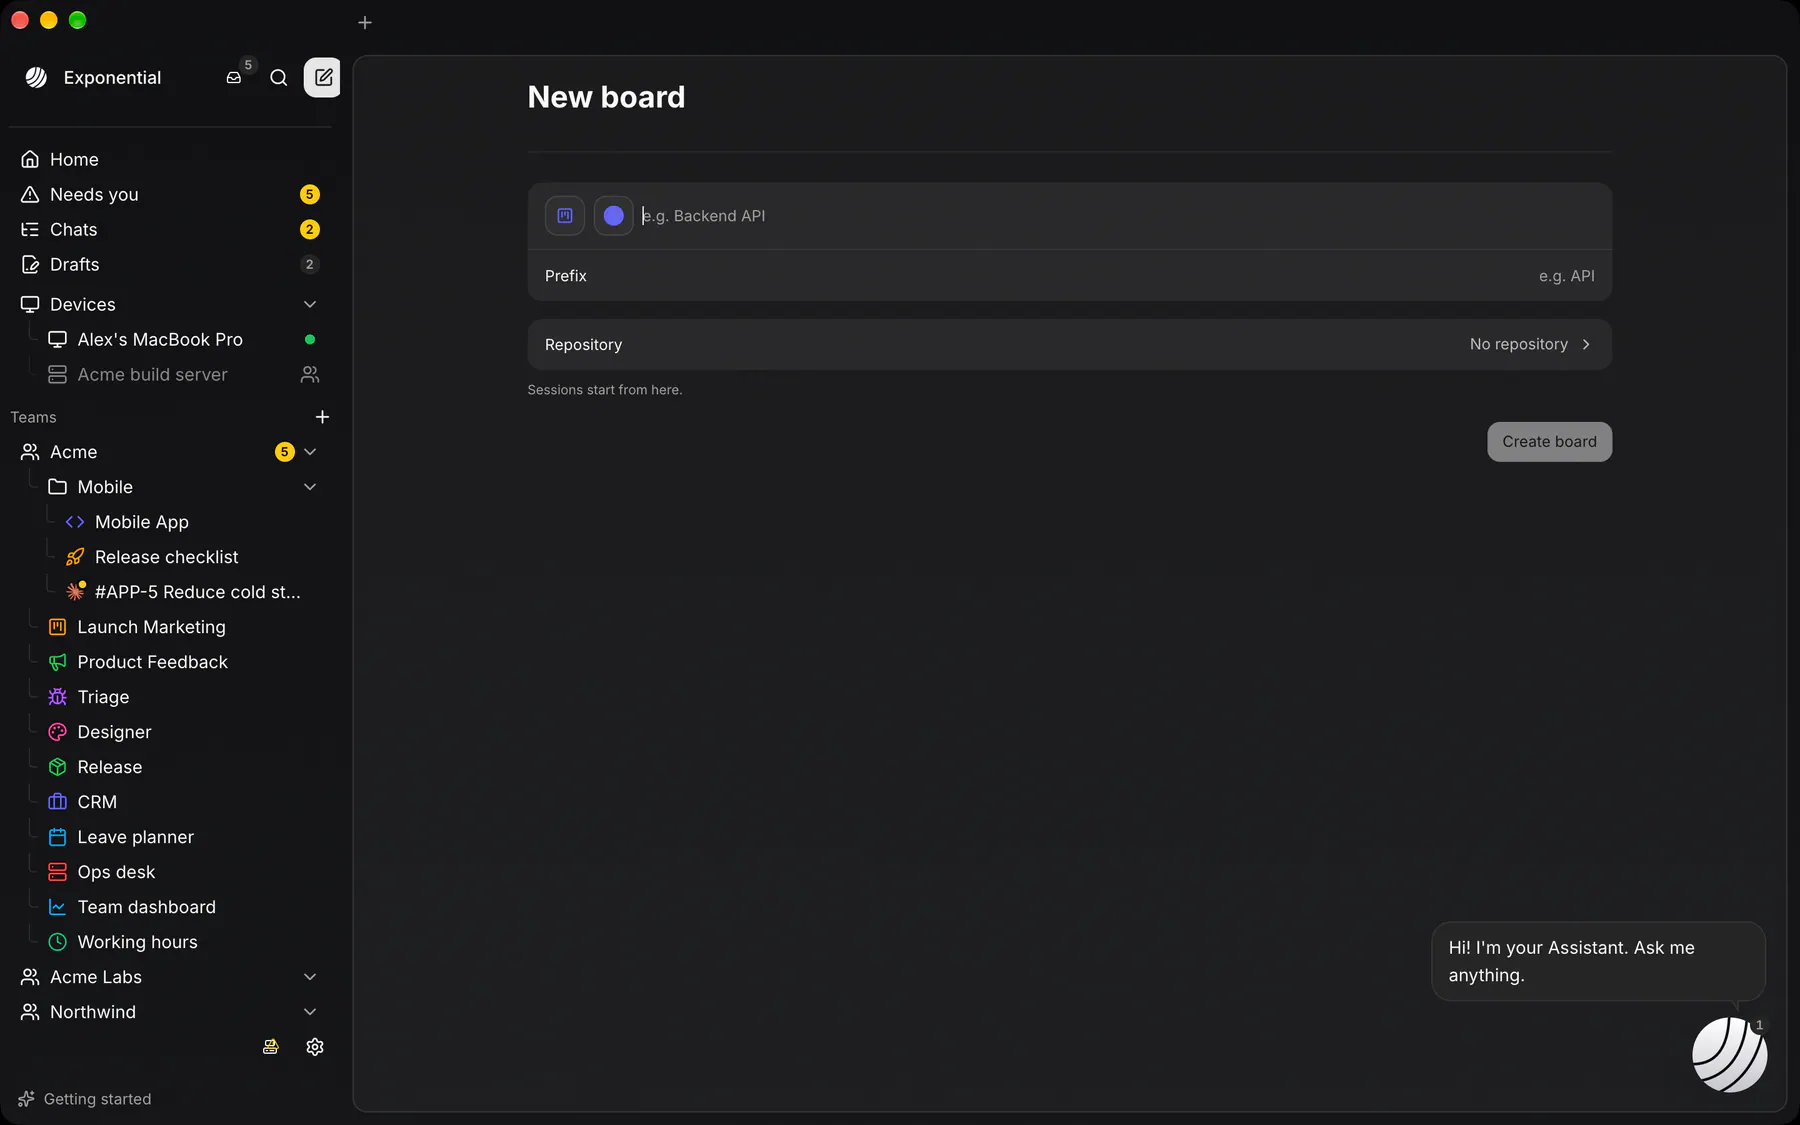 Exponential
5
Home
Needs you
5
Chats
2
Drafts
2
Devices
Alex's MacBook Pro
Acme build server
Teams
Acme
5
Mobile
Mobile App
Release checklist
#APP-5 Reduce cold st...
Launch Marketing
Product Feedback
Triage
Designer
Release
CRM
Leave planner
Ops desk
Team dashboard
Working hours
Acme Labs
Northwind
Getting started
New board
e.g. Backend API
Prefix
e.g. API
Repository
No repository
Sessions start from here.
Create board
Hi! I'm your Assistant. Ask me
anything.
1